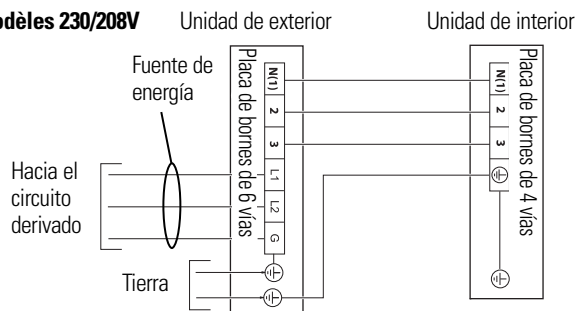 odèles 230/208V
Unidad de exterior
Unidad de interior
Fuente de
energía
Hacia el
circuito
derivado
Tierra
Placa de bornes de 6 vías
N(1)
2
3
L1
L2
G
Placa de bornes de 4 vías
N(1)
2
3